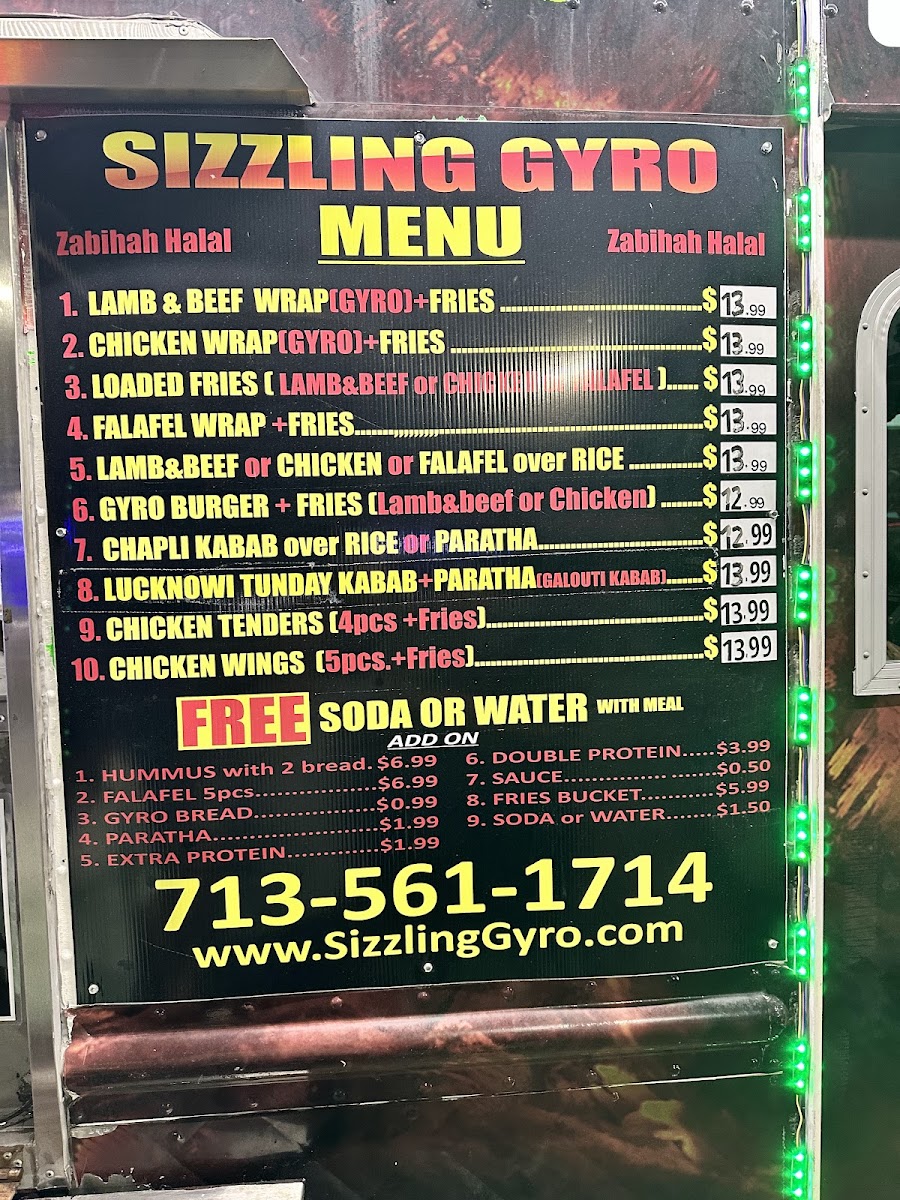 SIZZLING GYRO
MENU
Zabihah Halal Zabihah Halal
1. LAMB & BEEF WRAP(GYRO)+FRIES ........................................$ 13.99
2. CHICKEN WRAP(GYRO)+FRIES ..................................................$ 13.99
3. LOADED FRIES ( LAMB&BEEF or CHICKEN or FALAFEL )...... $ 13.99
4. FALAFEL WRAP +FRIES........,,,,,,,,,.....................................................$ 13.99
5. LAMB&BEEF or CHICKEN or FALAFEL over RICE ..............$ 13.99
6. GYRO BURGER + FRIES (Lamb&beef or Chicken) ........$ 12.99
7. CHAPLI KABAB over RICE or PARATHA.................................$ 12.99
8. LUCKNOWI TUNDAY KABAB+PARATHA(GALOUTI KABAB).......$ 13.99
9. CHICKEN TENDERS (4pcs +Fries)...........................................$ 13.99
10. CHICKEN WINGS (5pcs.+Fries)..............................................$ 13.99
FREE SODA OR WATER WITH MEAL
ADD ON
1. HUMMUS with 2 bread. $6.99
2. FALAFEL 5pcs..................$6.99
3. GYRO BREAD..................$0.99
4. PARATHA........................$1.99
5. EXTRA PROTEIN.............$1.99
6. DOUBLE PROTEIN.....$3.99
7. SAUCE............... .......$0.50
8. FRIES BUCKET...........$5.99
9. SODA or WATER....... $1.50
713-561-1714
www.SizzlingGyro.com